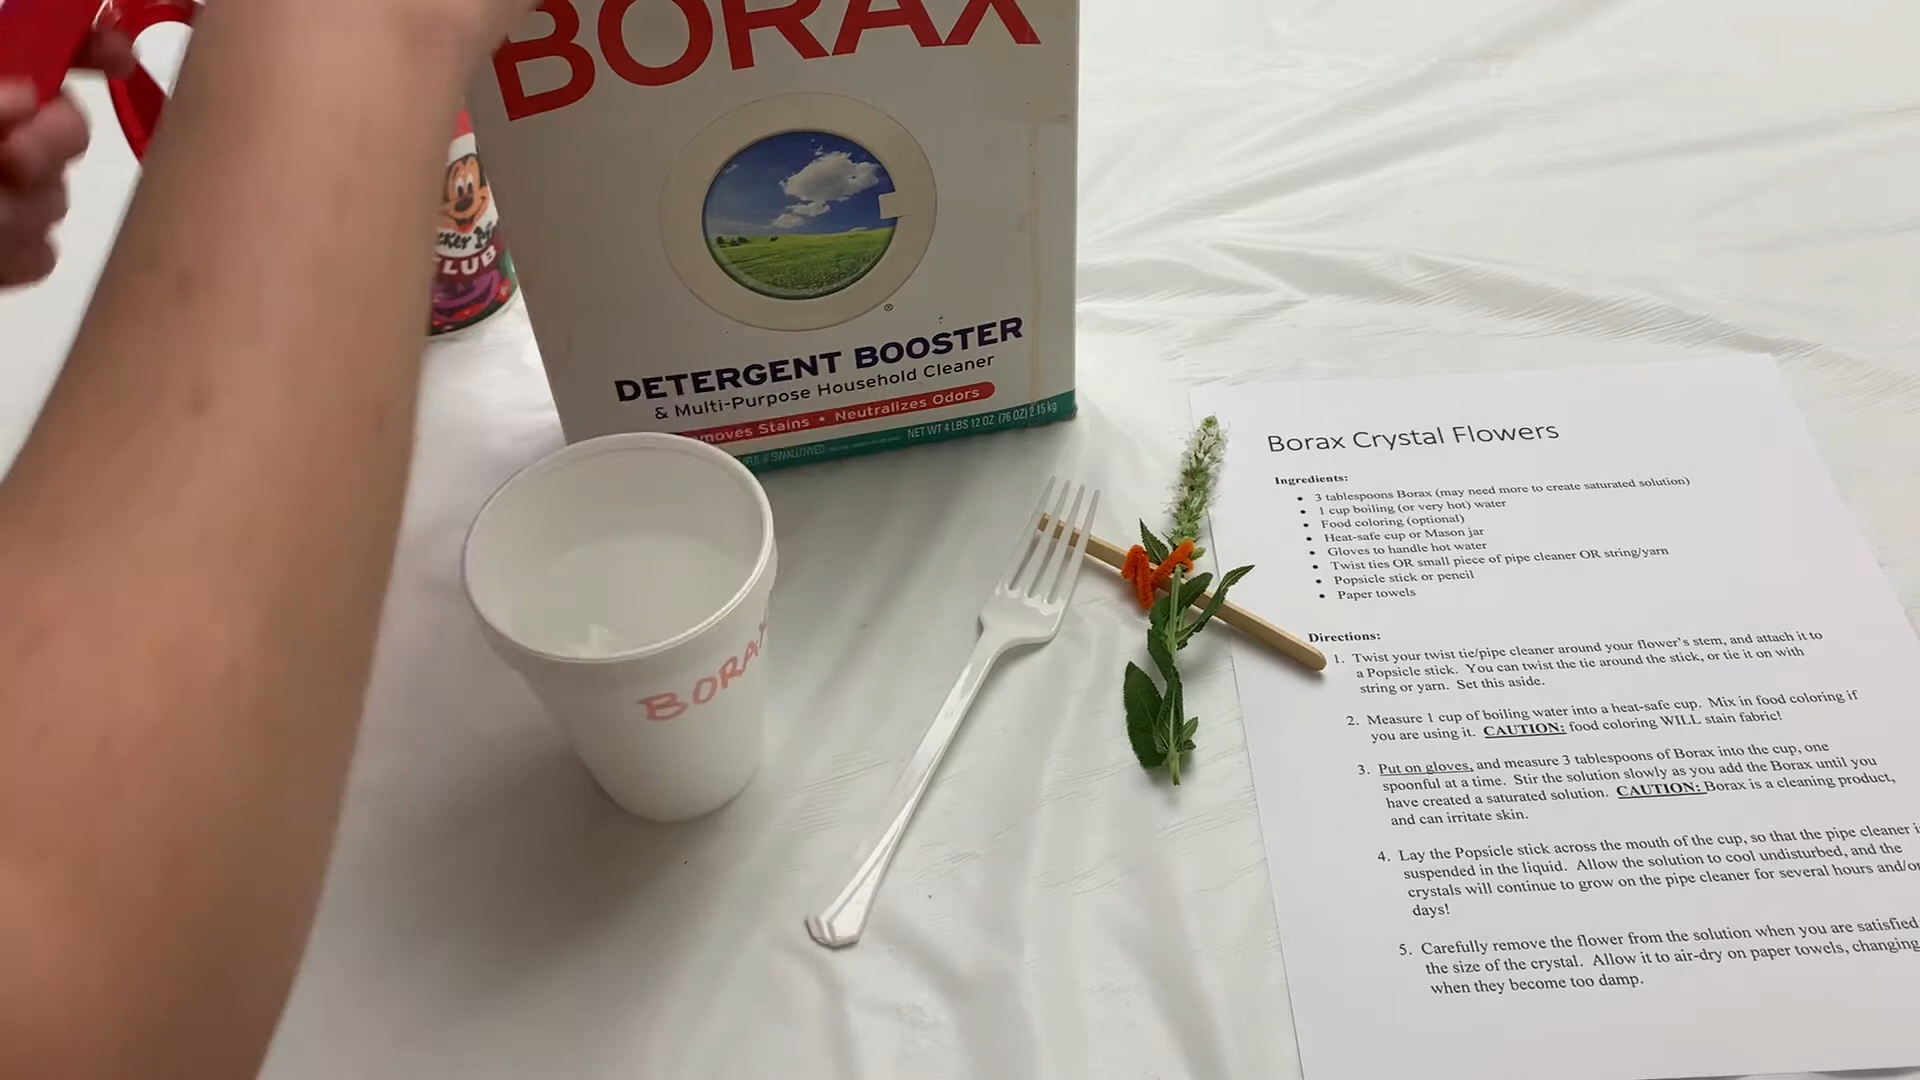 BORAX
CLUB
DETERGENT BOOSTER
& Multi-Purpose Household Cleaner
moves Stains • Neutralizes Odors
IF SWALLOWED
NET WT 4 LBS 12 OZ (76 OZ) 2.15 kg
BORAX
Borax Crystal Flowers
Ingredients:
• 3 tablespoons Borax (may need more to create saturated solution)
• 1 cup boiling (or very hot) water
• Food coloring (optional)
• Heat-safe cup or Mason jar
• Gloves to handle hot water
• Twist ties OR small piece of pipe cleaner OR string/yarn
• Popsicle stick or pencil
• Paper towels
Directions:
1. Twist your twist tie/pipe cleaner around your flower's stem, and attach it to
a Popsicle stick. You can twist the tie around the stick, or tie it on with
string or yarn. Set this aside.
2. Measure 1 cup of boiling water into a heat-safe cup. Mix in food coloring if
you are using it. CAUTION: food coloring WILL stain fabric!
3. Put on gloves, and measure 3 tablespoons of Borax into the cup, one
spoonful at a time. Stir the solution slowly as you add the Borax until you
have created a saturated solution. CAUTION: Borax is a cleaning product,
and can irritate skin.
4. Lay the Popsicle stick across the mouth of the cup, so that the pipe cleaner i
suspended in the liquid. Allow the solution to cool undisturbed, and the
crystals will continue to grow on the pipe cleaner for several hours and/or
days!
5. Carefully remove the flower from the solution when you are satisfied
the size of the crystal. Allow it to air-dry on paper towels, changing
when they become too damp.